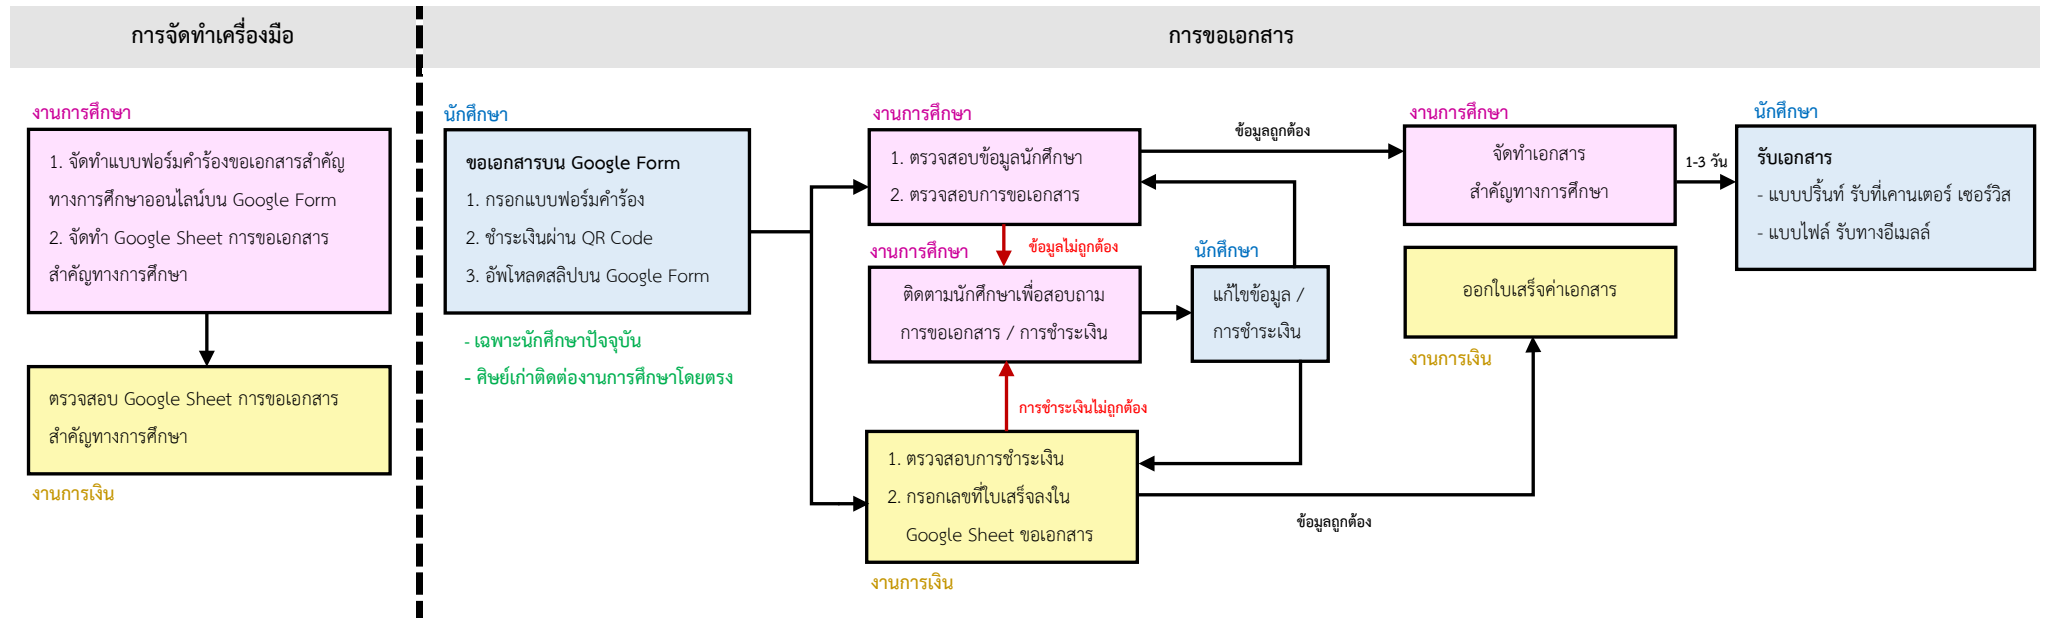 การจัดทำเครื่องมือ
การขอเอกสาร
งานการศึกษา
1. จัดทำแบบฟอร์มคำร้องขอเอกสารสำคัญ
ทางการศึกษาออนไลน์บน Google Form
2. จัดทำ Google Sheet การขอเอกสาร
สำคัญทางการศึกษา
ตรวจสอบ Google Sheet การขอเอกสาร
สำคัญทางการศึกษา
งานการเงิน
นักศึกษา
ขอเอกสารบน Google Form
1. กรอกแบบฟอร์มคำร้อง
2. ชำระเงินผ่าน QR Code
3. อัพโหลดสลิปบน Google Form
- เฉพาะนักศึกษาปัจจุบัน
- ศิษย์เก่าติดต่องานการศึกษาโดยตรง
งานการศึกษา
1. ตรวจสอบข้อมูลนักศึกษา
2. ตรวจสอบการขอเอกสาร
ข้อมูลไม่ถูกต้อง
งานการศึกษา
ติดตามนักศึกษาเพื่อสอบถาม
การขอเอกสาร / การชำระเงิน
การชำระเงินไม่ถูกต้อง
1. ตรวจสอบการชำระเงิน
2. กรอกเลขที่ใบเสร็จลงใน
Google Sheet ขอเอกสาร
งานการเงิน
นักศึกษา
แก้ไขข้อมูล /
การชำระเงิน
ข้อมูลถูกต้อง
ข้อมูลถูกต้อง
งานการศึกษา
จัดทำเอกสาร
สำคัญทางการศึกษา
ออกใบเสร็จค่าเอกสาร
งานการเงิน
1-3 วัน
นักศึกษา
รับเอกสาร
- แบบปริ้นท์ รับที่เคานเตอร์ เซอร์วิส
- แบบไฟล์ รับทางอีเมลล์